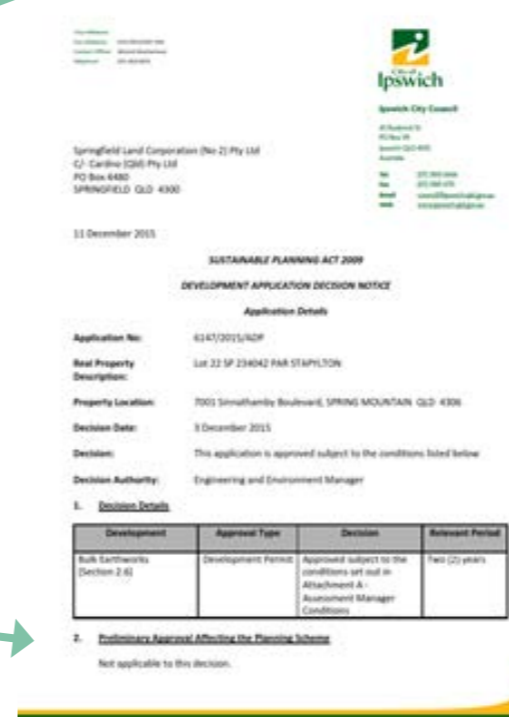 City of
Ipswich
Ipswich City Council
Springfield Land Corporation (No 2) Pty Ltd
C/- Cardno (Qld) Pty Ltd
PO Box 4480
SPRINGFIELD QLD 4300
11 December 2015
SUSTAINABLE PLANNING ACT 2009
DEVELOPMENT APPLICATION DECISION NOTICE
Application Details
Application No: 6147/2015/ADP
Real Property Description: Lot 22 SP 234042 PAR STAPYLTON
Property Location: 7001 Sinnathamby Boulevard, SPRING MOUNTAIN QLD 4306
Decision Date: 3 December 2015
Decision: This application is approved subject to the conditions listed below
Decision Authority: Engineering and Environment Manager
1. Decision Details
Development Approval Type Decision Relevant Period
Bulk Earthworks [Section 2.6]
Development Permit
Approved subject to the
conditions set out in
Attachment A -
Assessment Manager
Conditions
Two (2) years
2. Preliminary Approval Affecting the Planning Scheme
Not applicable to this decision.